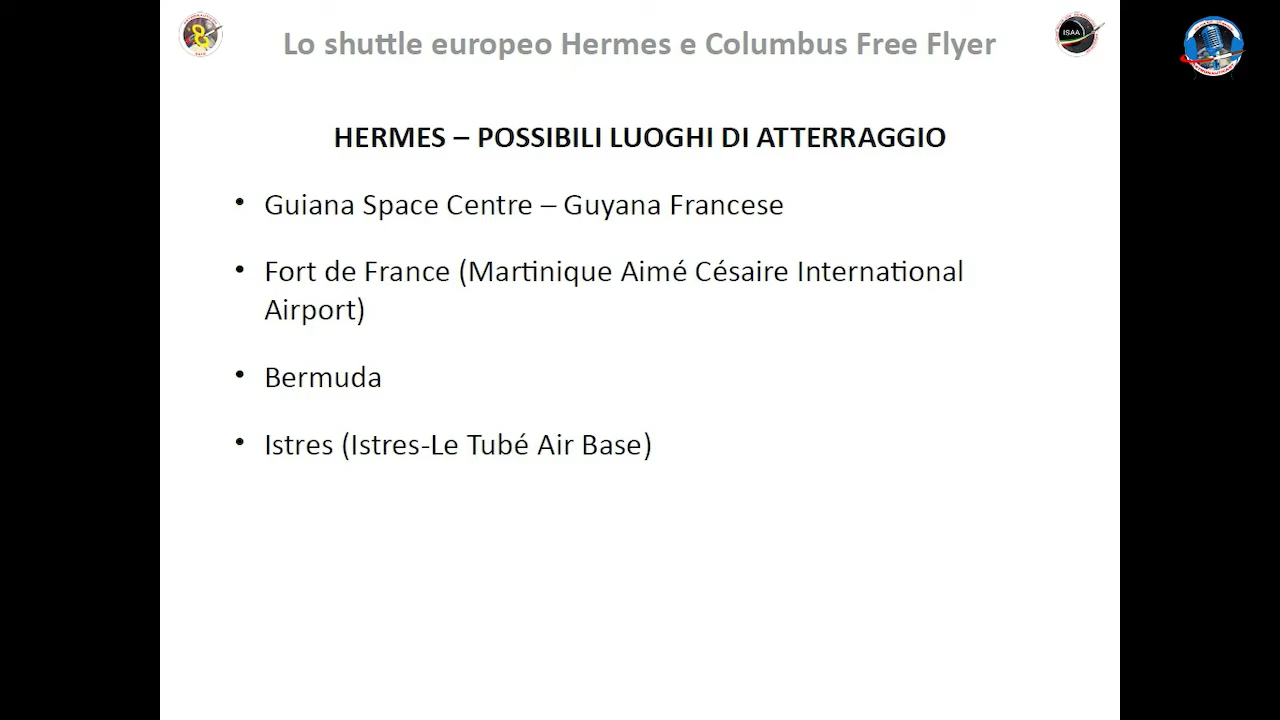 Lo shuttle europeo Hermes e Columbus Free Flyer
ISAA
HERMES – POSSIBILI LUOGHI DI ATTERRAGGIO
• Guiana Space Centre – Guyana Francese
• Fort de France (Martinique Aimé Césaire International
Airport)
• Bermuda
• Istres (Istres-Le Tubé Air Base)